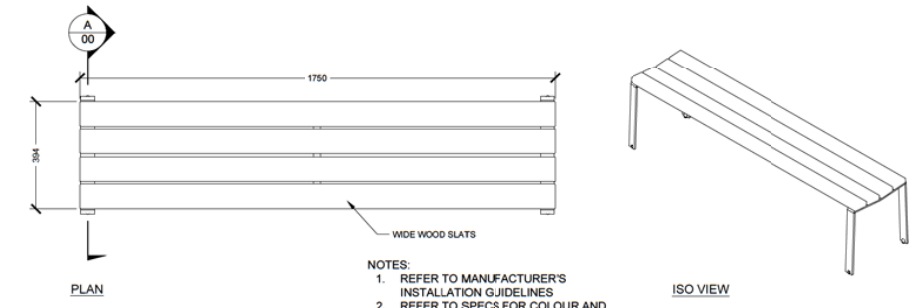 A
00
1750
394
WIDE WOOD SLATS
NOTES:
1. REFER TO MANUFACTURER'S
INSTALLATION GUIDELINES
2. REFER TO SPECS FOR COLOUR AND
PLAN
ISO VIEW